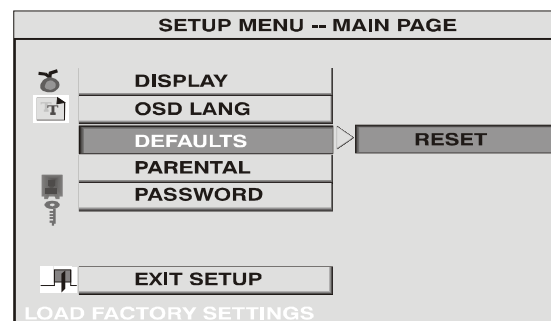 SETUP MENU -- MAIN PAGE
DISPLAY
OSD LANG
DEFAULTS RESET
PARENTAL
PASSWORD
EXIT SETUP
LOAD FACTORY SETTINGS